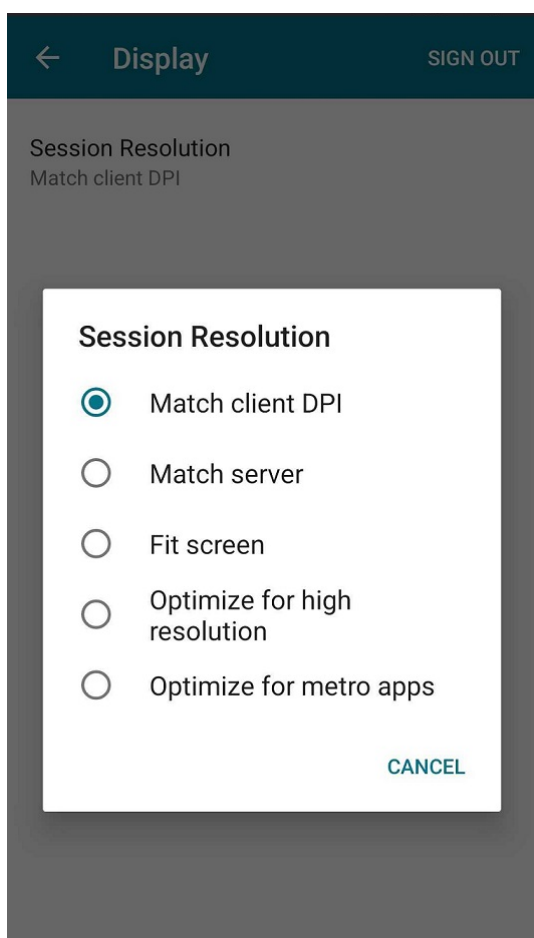 Display
SIGN OUT
Session Resolution
Match client DPI
Session Resolution
Match client DPI
Match server
Fit screen
Optimize for high
resolution
Optimize for metro apps
CANCEL